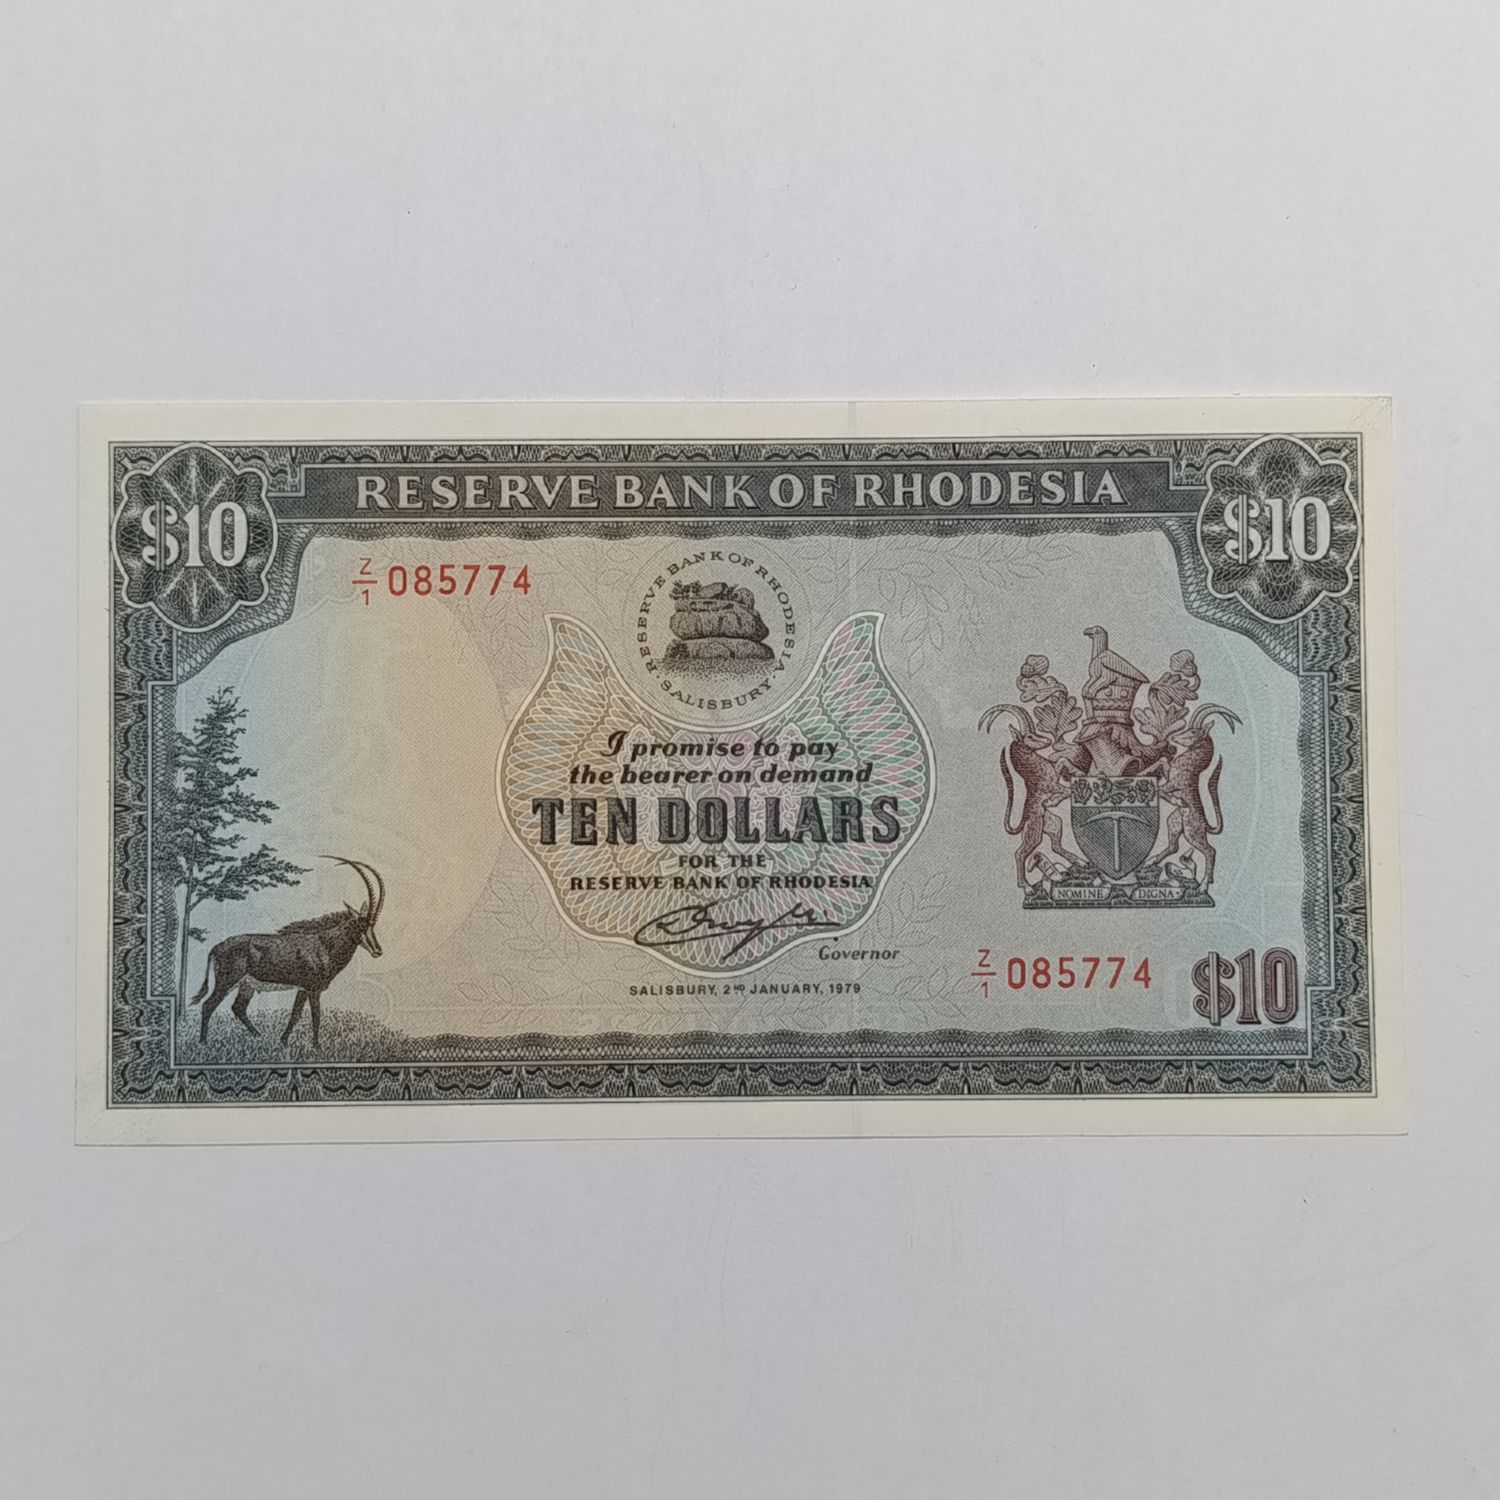 RESERVE BANK OF RHODESIA
$10
$10
Z/1 085774
RESERVE BANK OF RHODESIA · SALISBURY ·
I promise to pay
the bearer on demand
TEN DOLLARS
FOR THE
RESERVE BANK OF RHODESIA
Governor
SALISBURY, 2ND JANUARY, 1979
NOMINE DIGNA
Z/1 085774
$10